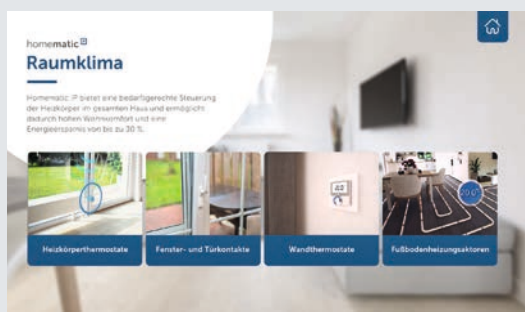 homematic IP
Raumklima
Homematic IP bietet eine bedarfsgerechte Steuerung
der Heizkörper im gesamten Haus und ermöglicht
dadurch hohen Wohnkomfort und eine
Energieersparnis von bis zu 30 %.
Heizkörperthermostate
Fenster- und Türkontakte
Wandthermostate
Fußbodenheizungsaktoren